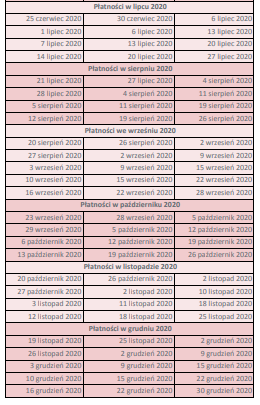 Płatności w lipcu 2020
25 czerwiec 2020 30 czerwiec 2020 6 lipiec 2020
1 lipiec 2020 6 lipiec 2020 13 lipiec 2020
7 lipiec 2020 13 lipiec 2020 20 lipiec 2020
14 lipiec 2020 20 lipiec 2020 27 lipiec 2020
Płatności w sierpniu 2020
21 lipiec 2020 27 lipiec 2020 4 sierpień 2020
28 lipiec 2020 4 sierpień 2020 11 sierpień 2020
5 sierpień 2020 11 sierpień 2020 19 sierpień 2020
12 sierpień 2020 19 sierpień 2020 26 sierpień 2020
Płatności we wrześniu 2020
20 sierpień 2020 26 sierpień 2020 2 wrzesień 2020
27 sierpień 2020 2 wrzesień 2020 9 wrzesień 2020
3 wrzesień 2020 9 wrzesień 2020 15 wrzesień 2020
10 wrzesień 2020 15 wrzesień 2020 22 wrzesień 2020
16 wrzesień 2020 22 wrzesień 2020 28 wrzesień 2020
Płatności w październiku 2020
23 wrzesień 2020 28 wrzesień 2020 5 październik 2020
29 wrzesień 2020 5 październik 2020 12 październik 2020
6 październik 2020 12 październik 2020 19 październik 2020
13 październik 2020 19 październik 2020 26 październik 2020
Płatności w listopadzie 2020
20 październik 2020 26 październik 2020 2 listopad 2020
27 październik 2020 2 listopad 2020 10 listopad 2020
3 listopad 2020 11 listopad 2020 18 listopad 2020
12 listopad 2020 18 listopad 2020 25 listopad 2020
Płatności w grudniu 2020
19 listopad 2020 25 listopad 2020 2 grudzień 2020
26 listopad 2020 2 grudzień 2020 9 grudzień 2020
3 grudzień 2020 9 grudzień 2020 15 grudzień 2020
10 grudzień 2020 15 grudzień 2020 22 grudzień 2020
16 grudzień 2020 22 grudzień 2020 30 grudzień 2020